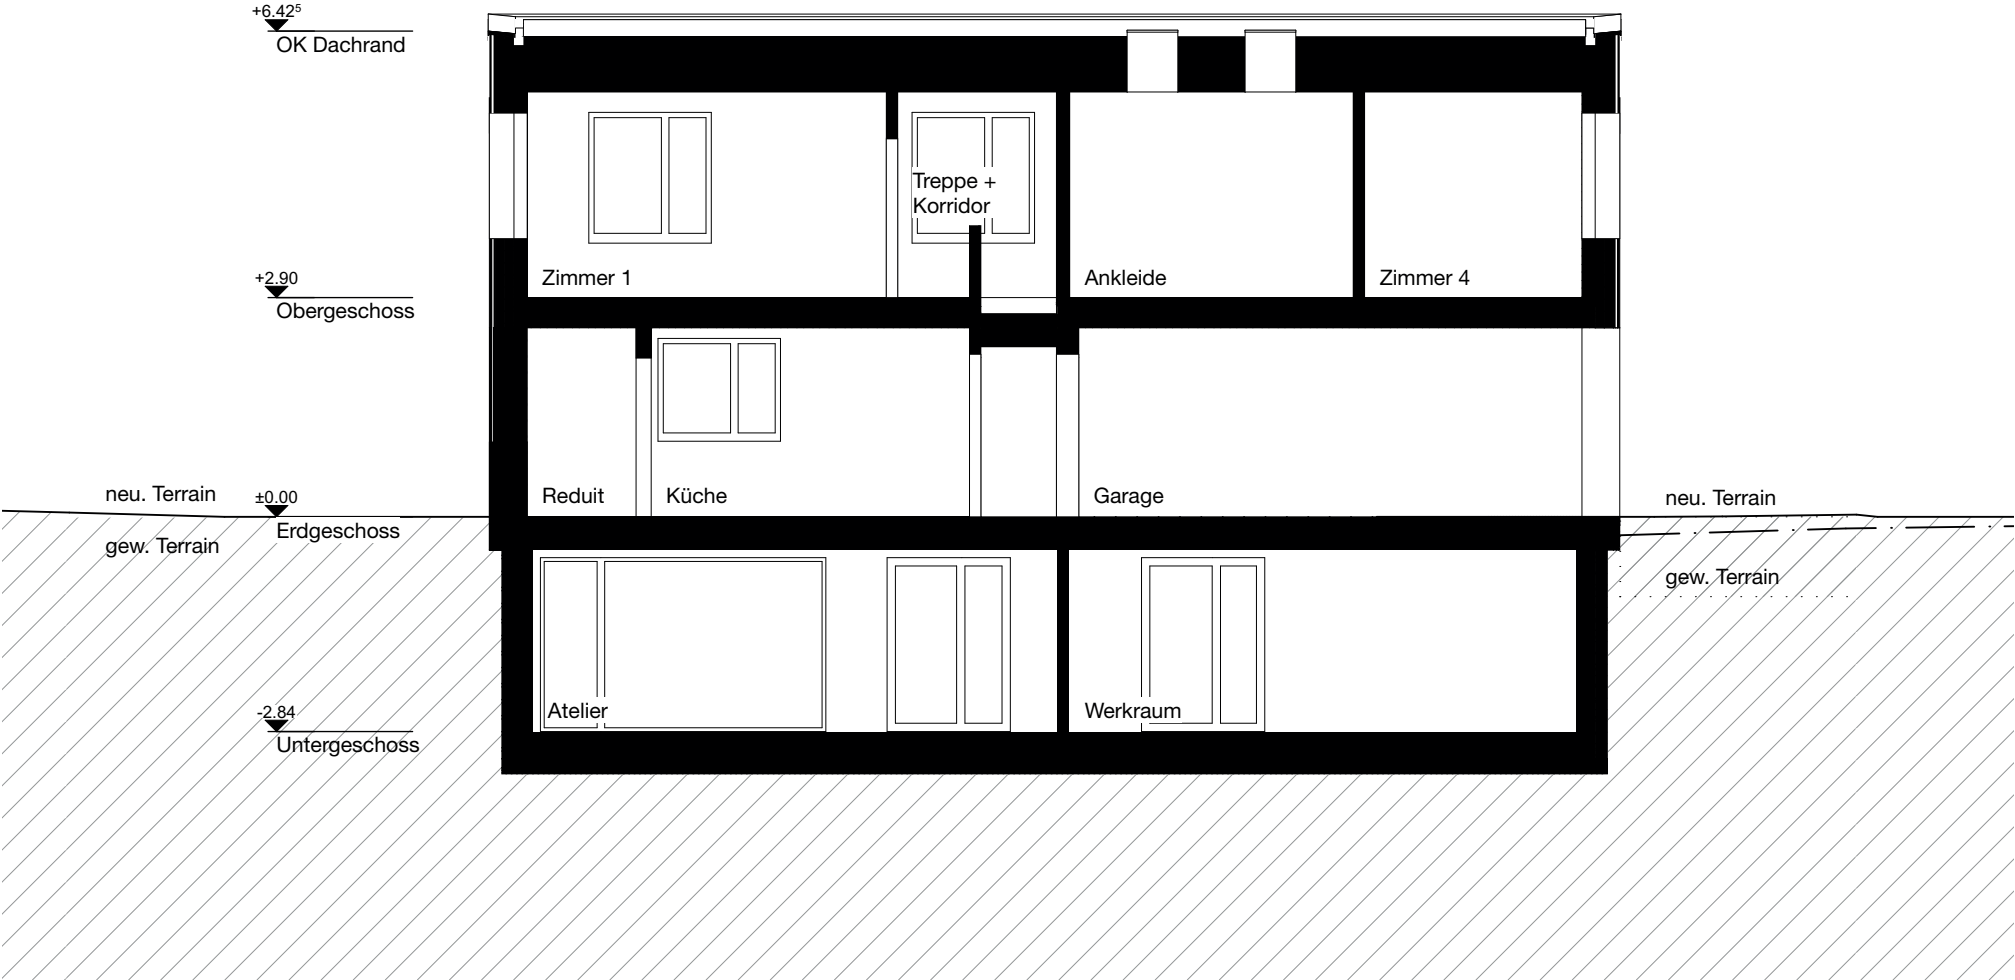 +6.42⁵
OK Dachrand
Treppe +
Korridor
+2.90
Obergeschoss
Zimmer 1
Ankleide
Zimmer 4
neu. Terrain
±0.00
Erdgeschoss
gew. Terrain
Reduit
Küche
Garage
neu. Terrain
gew. Terrain
-2.84
Untergeschoss
Atelier
Werkraum